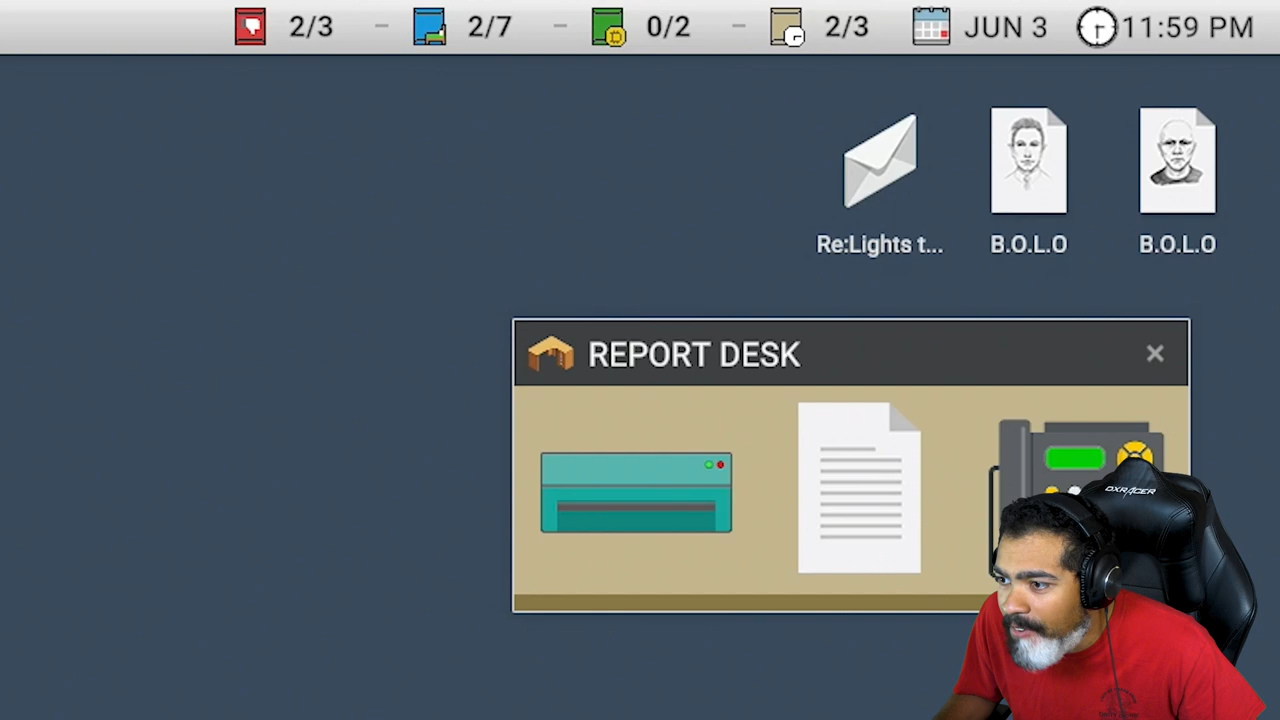 2/3 – 2/7 – 0/2 – 2/3 JUN 3 11:59 PM
Re:Lights t... B.O.L.O B.O.L.O
REPORT DESK ×
DXRACER